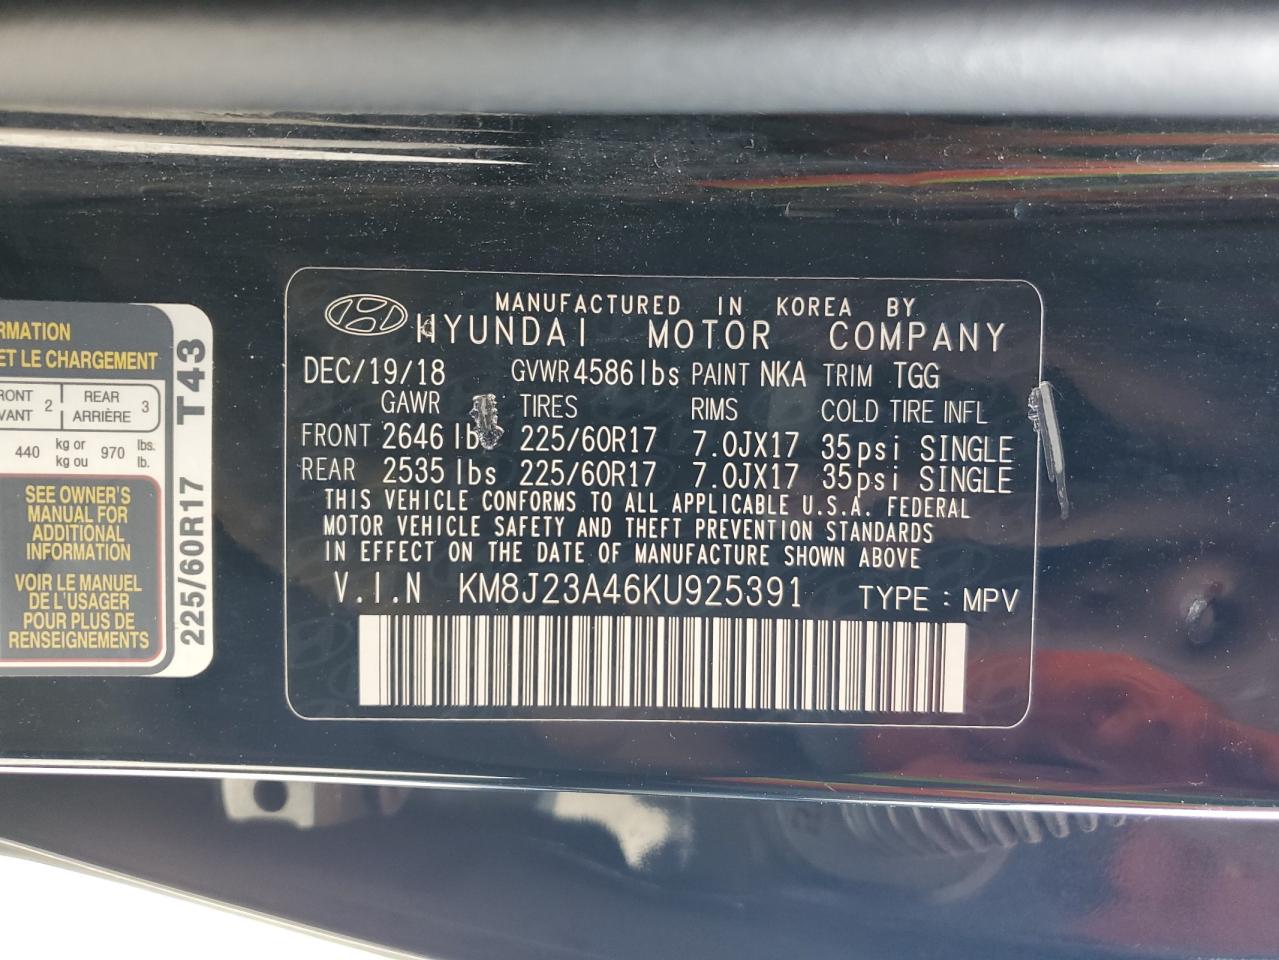 MANUFACTURED IN KOREA BY
HYUNDAI MOTOR COMPANY
DEC/19/18 GVWR 4586 lbs PAINT NKA TRIM TGG
GAWR TIRES RIMS COLD TIRE INFL
FRONT 2646 lb 225/60R17 7.0JX17 35psi SINGLE
REAR 2535 lbs 225/60R17 7.0JX17 35psi SINGLE
THIS VEHICLE CONFORMS TO ALL APPLICABLE U.S.A. FEDERAL
MOTOR VEHICLE SAFETY AND THEFT PREVENTION STANDARDS
IN EFFECT ON THE DATE OF MANUFACTURE SHOWN ABOVE
V.I.N KM8J23A46KU925391 TYPE : MPV
RMATION
ET LE CHARGEMENT
RONT 2 REAR 3
VANT ARRIÈRE
440 kg or 970 lbs.
kg ou lb.
SEE OWNER'S
MANUAL FOR
ADDITIONAL
INFORMATION
VOIR LE MANUEL
DE L'USAGER
POUR PLUS DE
RENSEIGNEMENTS
225/60R17 T43